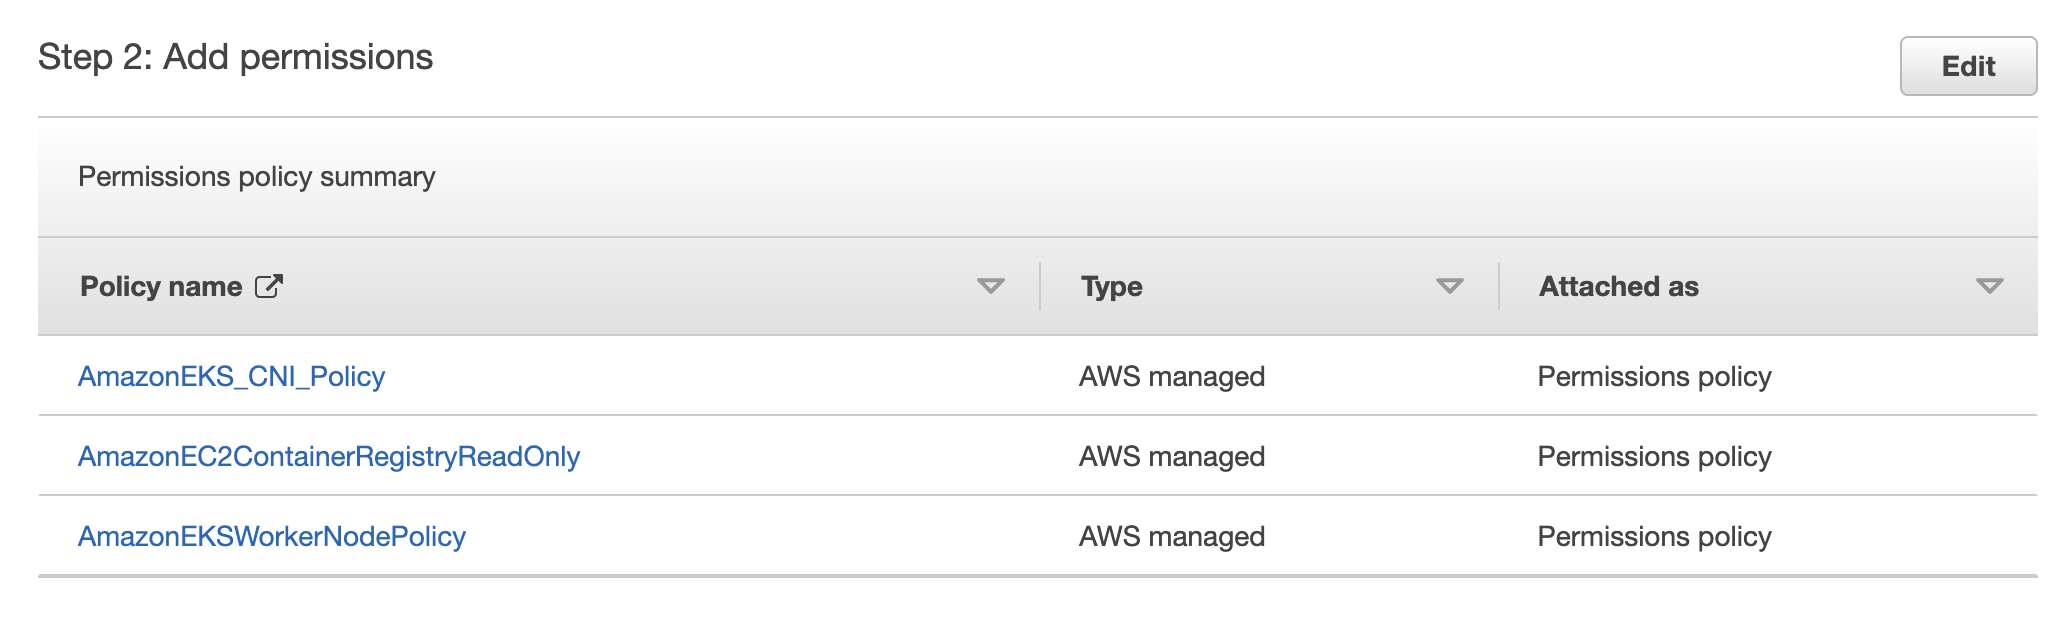 Step 2: Add permissions
Edit
Permissions policy summary
Policy name Type Attached as
AmazonEKS_CNI_Policy AWS managed Permissions policy
AmazonEC2ContainerRegistryReadOnly AWS managed Permissions policy
AmazonEKSWorkerNodePolicy AWS managed Permissions policy